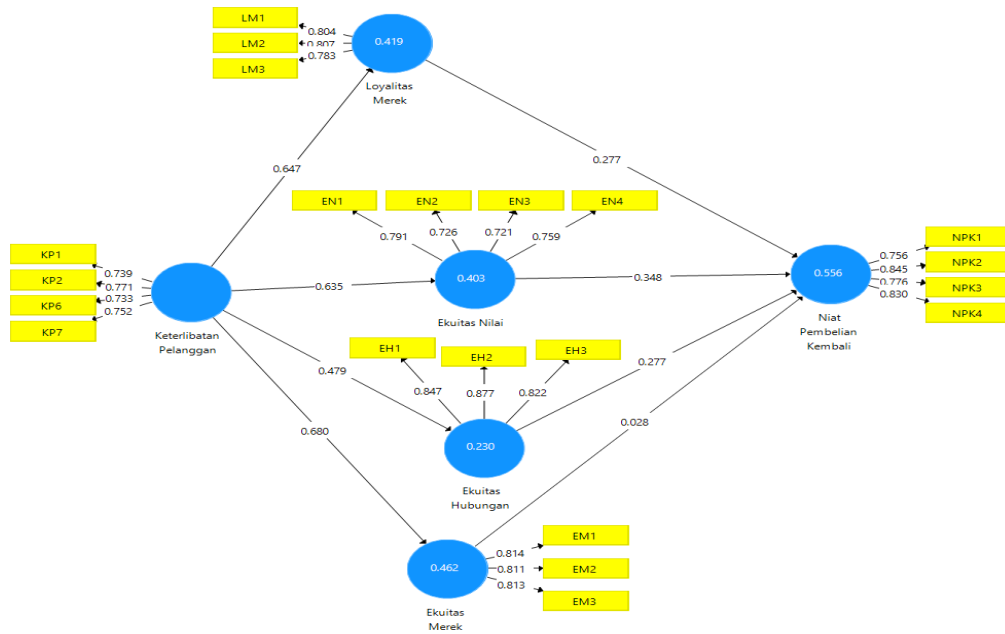 LM1
LM2
LM3
0.804
0.807
0.783
0.419
Loyalitas
Merek
0.647
0.277
EN1
EN2
EN3
EN4
0.791
0.726
0.721
0.759
0.403
Ekuitas Nilai
0.635
0.348
KP1
KP2
KP6
KP7
0.739
0.771
0.733
0.752
Keterlibatan
Pelanggan
NPK1
NPK2
NPK3
NPK4
0.756
0.845
0.776
0.830
0.556
Niat
Pembelian
Kembali
0.479
0.277
EH1
EH2
EH3
0.847
0.877
0.822
0.230
Ekuitas
Hubungan
0.680
0.028
EM1
EM2
EM3
0.814
0.811
0.813
0.462
Ekuitas
Merek